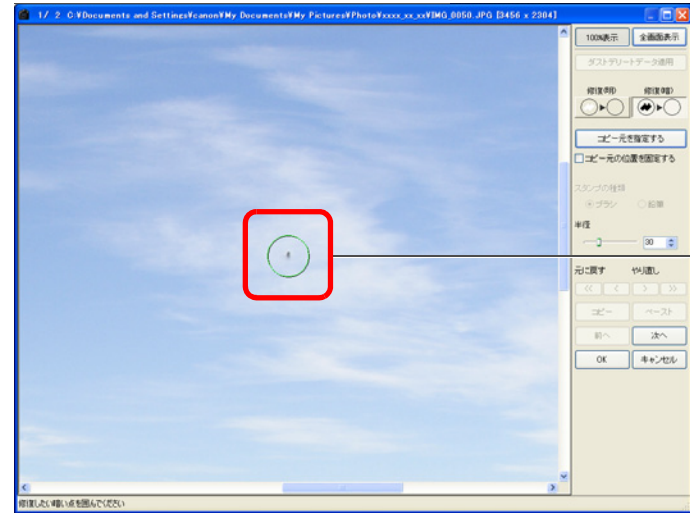 1/ 2 C:¥Documents and Settings¥canon¥My Documents¥My Pictures¥Photo¥xxxx_xx_xx¥IMG_0050.JPG [3456 x 2304]
100%表示 全画面表示
ダストデリートデータ適用
修復(明) 修復(暗)
コピー元を指定する
コピー元の位置を固定する
スタンプの種類
ブラシ 鉛筆
半径
30
元に戻す やり直し
<< < > >>
コピー ペースト
前へ 次へ
OK キャンセル
修復したい暗い点を囲んでください